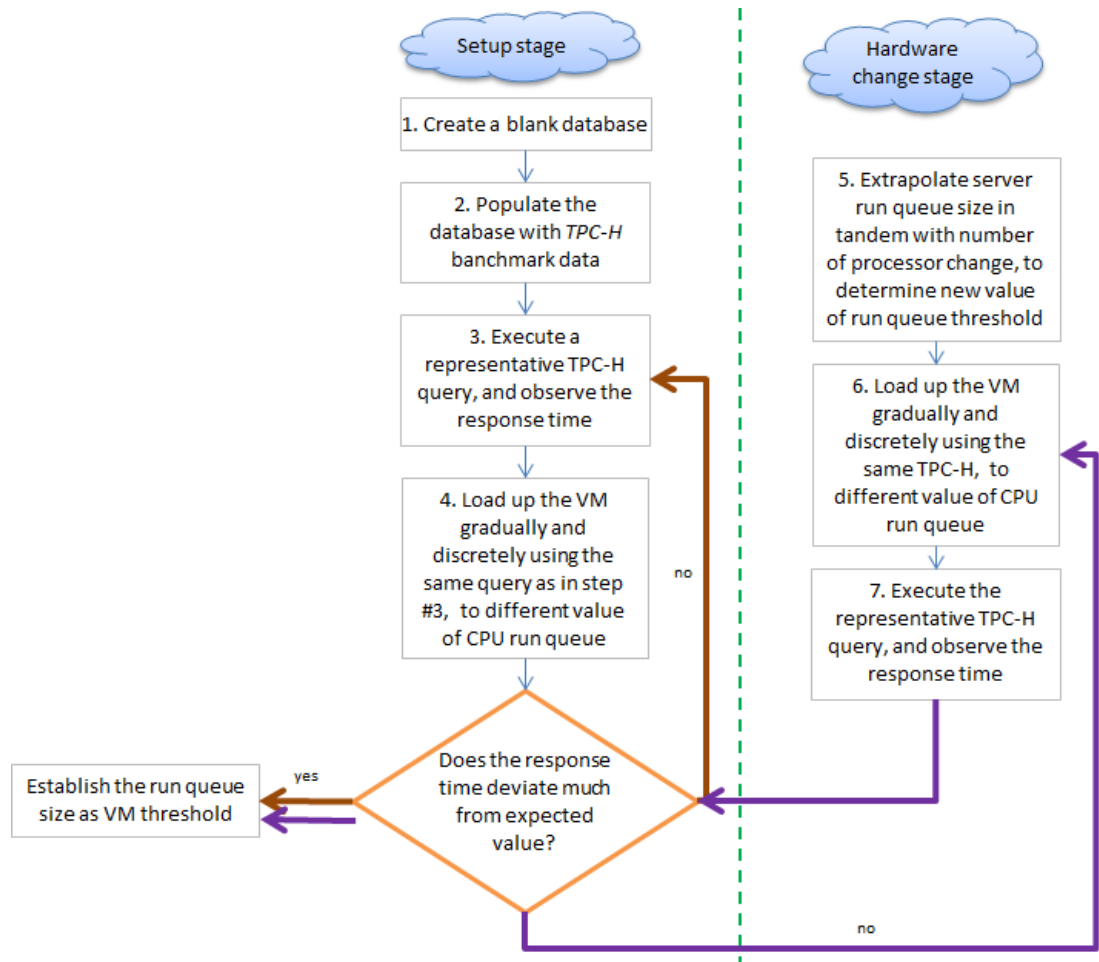 Setup stage
1. Create a blank database
2. Populate the
database with TPC-H
banchmark data
3. Execute a
representative TPC-H
query, and observe the
response time
4. Load up the VM
gradually and
discretely using the
same query as in step
#3, to different value
of CPU run queue
no
Does the response
time deviate much
from expected
value?
yes
Establish the run queue
size as VM threshold
Hardware
change stage
5. Extrapolate server
run queue size in
tandem with number
of processor change, to
determine new value
of run queue threshold
6. Load up the VM
gradually and
discretely using the
same TPC-H, to
different value of CPU
run queue
7. Execute the
representative TPC-H
query, and observe the
response time
no